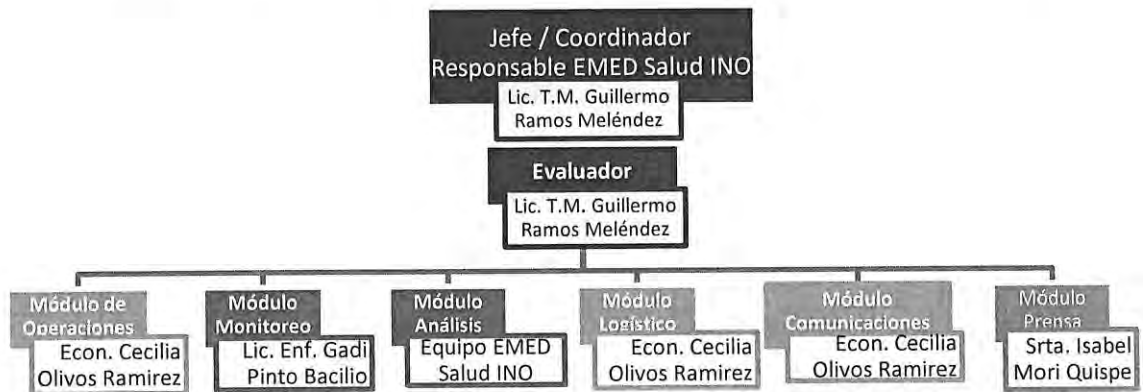 Jefe / Coordinador
Responsable EMED Salud INO
Lic. T.M. Guillermo
Ramos Meléndez
Evaluador
Lic. T.M. Guillermo
Ramos Meléndez
Módulo de
Operaciones
Econ. Cecilia
Olivos Ramirez
Módulo
Monitoreo
Lic. Enf. Gadi
Pinto Bacilio
Módulo
Análisis
Equipo EMED
Salud INO
Módulo
Logístico
Econ. Cecilia
Olivos Ramirez
Módulo
Comunicaciones
Econ. Cecilia
Olivos Ramirez
Módulo
Prensa
Srta. Isabel
Mori Quispe